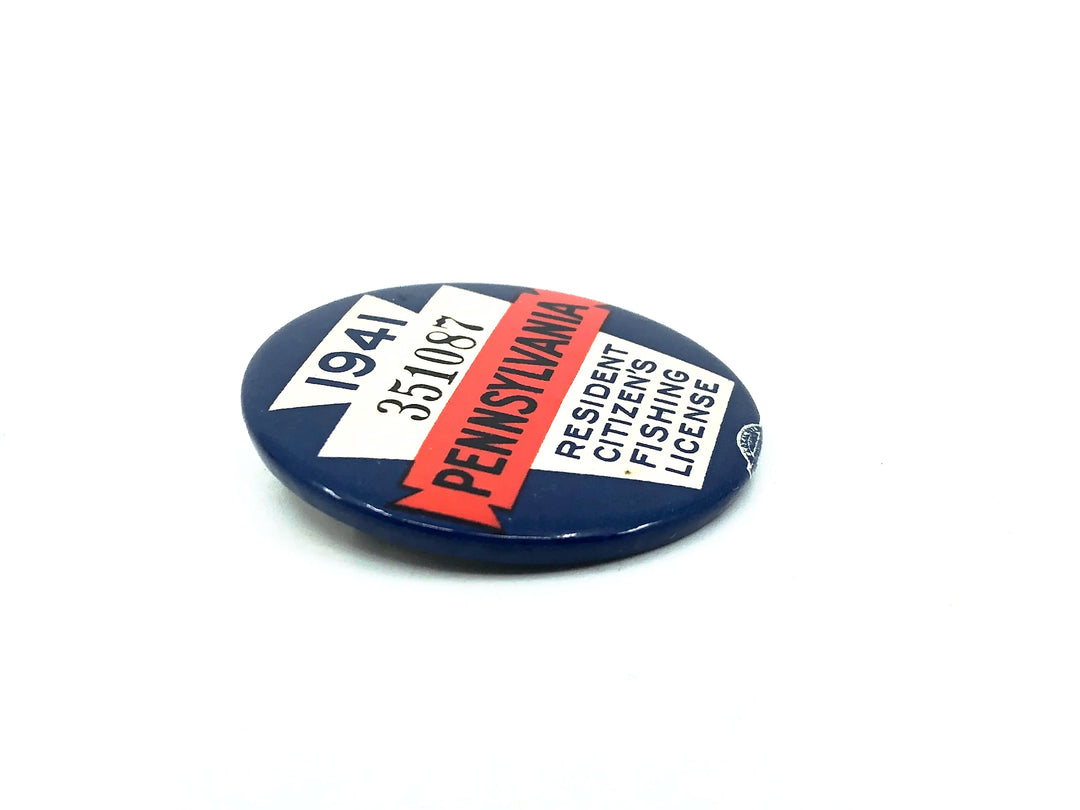 1941
351087
PENNSYLVANIA
RESIDENT
CITIZEN'S
FISHING
LICENSE